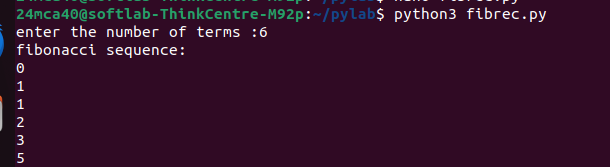 24mca40@softlab-ThinkCentre-M92p:~/pylab$ python3 fibrec.py
enter the number of terms :6
fibonacci sequence:
0
1
1
2
3
5